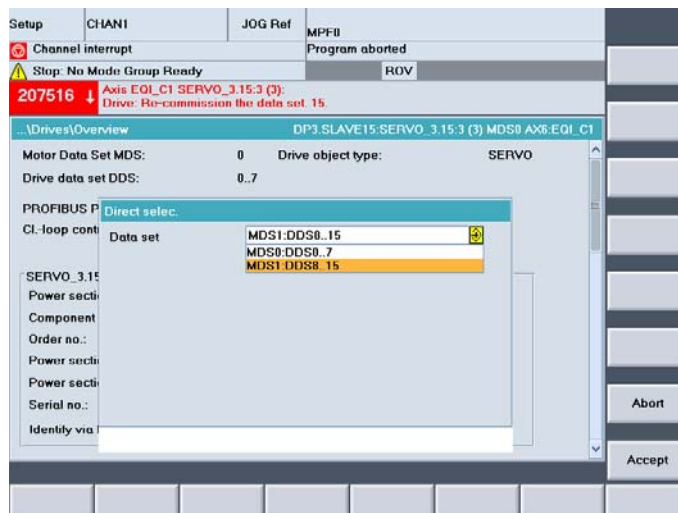 Setup CHAN1 JOG Ref MPF0
Channel interrupt Program aborted
Stop: No Mode Group Ready ROV
207516 Axis EQI_C1 SERVO_3.15:3 (3):
Drive: Re-commission the data set 15.
...\Drives\Overview DP3.SLAVE15:SERVO_3.15:3 (3) MDS0 AX6:EQI_C1
Motor Data Set MDS: 0 Drive object type: SERVO
Drive data set DDS: 0..7
PROFIBUS P
Direct selec.
Cl.-loop cont
Data set MDS1:DDS0..15
MDS0:DDS0..7
MDS1:DDS8..15
SERVO_3.15
Power secti
Component
Order no.:
Power secti
Power secti
Serial no.:
Identify via
Abort
Accept